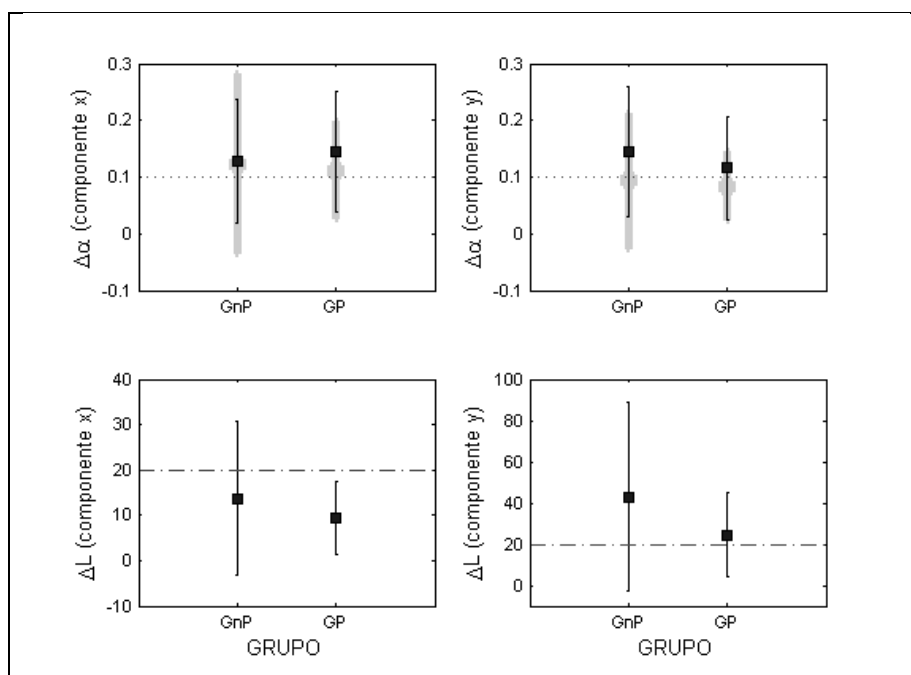 Δα (componente x)
0.3
0.2
0.1
0
-0.1
GnP
GP
Δα (componente y)
0.3
0.2
0.1
0
-0.1
GnP
GP
ΔL (componente x)
40
30
20
10
0
-10
GnP
GP
GRUPO
ΔL (componente y)
100
80
60
40
20
0
GnP
GP
GRUPO